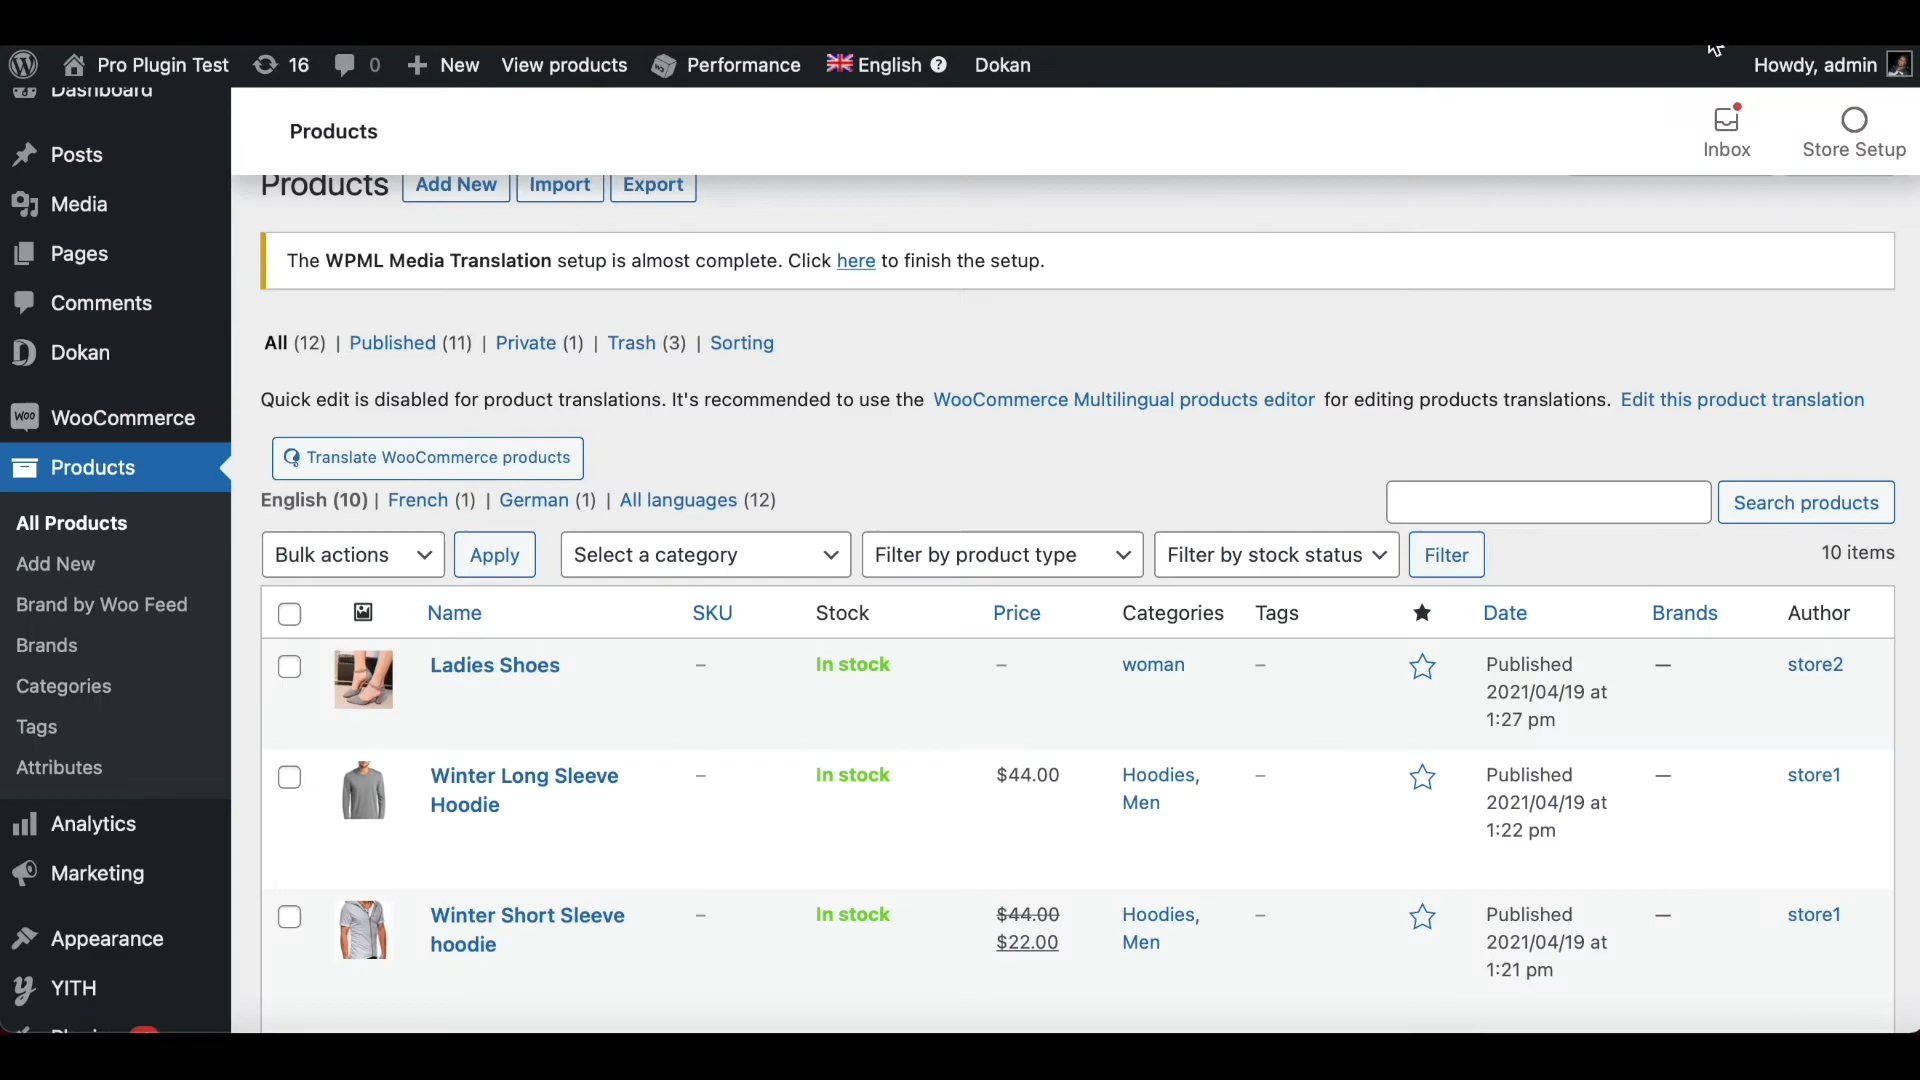 Pro Plugin Test 16 0 New View products Performance English Dokan Howdy, admin
Dashboard
Posts
Media
Pages
Comments
Dokan
WooCommerce
Products
All Products
Add New
Brand by Woo Feed
Brands
Categories
Tags
Attributes
Analytics
Marketing
Appearance
YITH
Products
Inbox
Store Setup
Products Add New Import Export
The WPML Media Translation setup is almost complete. Click here to finish the setup.
All (12) | Published (11) | Private (1) | Trash (3) | Sorting
Quick edit is disabled for product translations. It's recommended to use the WooCommerce Multilingual products editor for editing products translations. Edit this product translation
Translate WooCommerce products
English (10) | French (1) | German (1) | All languages (12)
Search products
Bulk actions Apply Select a category Filter by product type Filter by stock status Filter 10 items
Name SKU Stock Price Categories Tags Date Brands Author
Ladies Shoes – In stock – woman – Published — store2
2021/04/19 at
1:27 pm
Winter Long Sleeve – In stock $44.00 Hoodies, – Published — store1
Hoodie Men 2021/04/19 at
1:22 pm
Winter Short Sleeve – In stock $44.00 Hoodies, – Published — store1
hoodie $22.00 Men 2021/04/19 at
1:21 pm